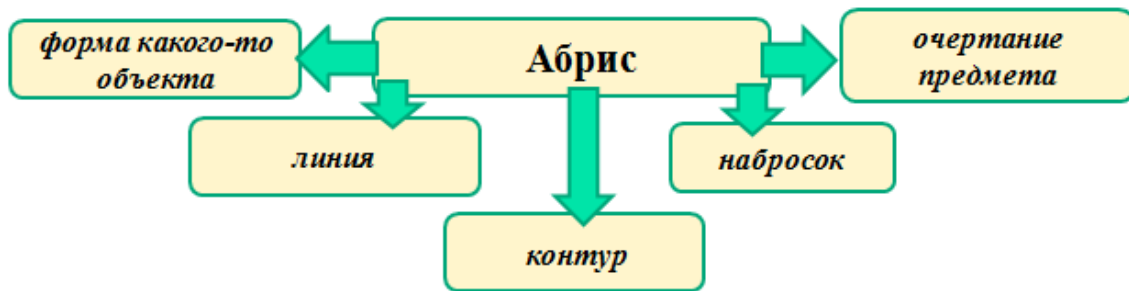 форма какого-то
объекта
Абрис
очертание
предмета
линия
набросок
контур